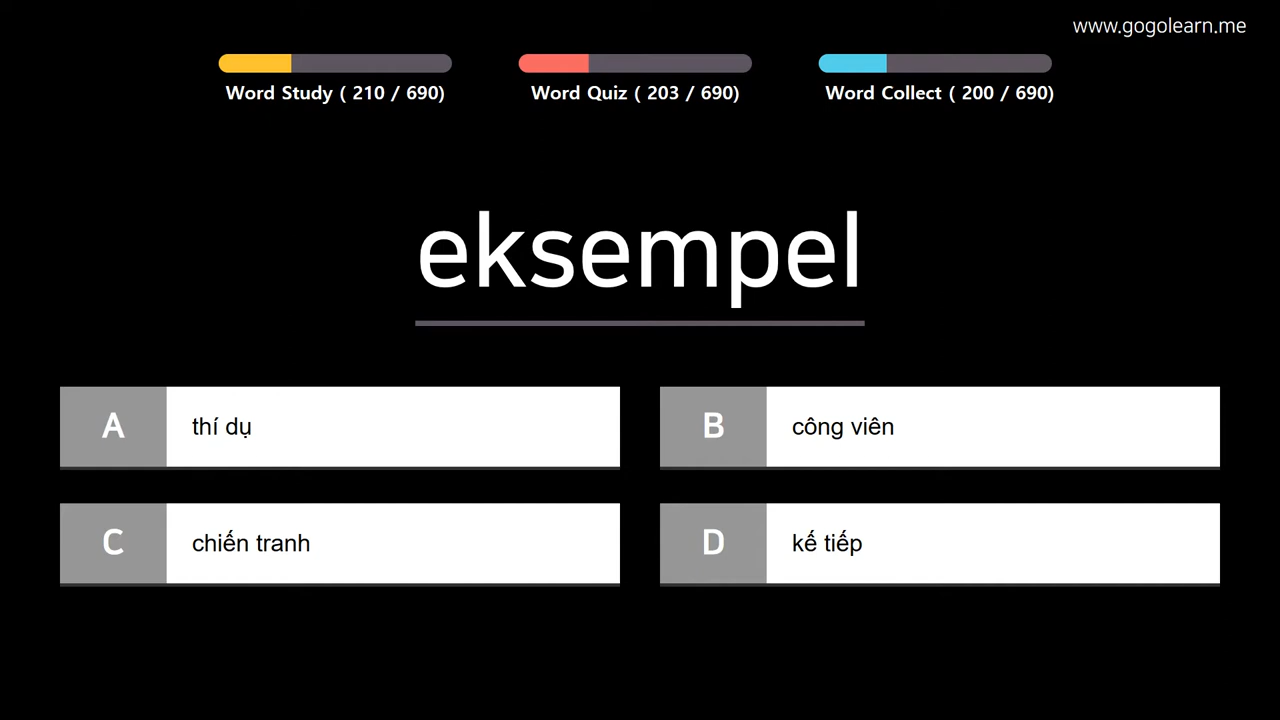 www.gogolearn.me
Word Study ( 210 / 690)
Word Quiz ( 203 / 690)
Word Collect ( 200 / 690)
eksempel
A thí dụ
B công viên
C chiến tranh
D kế tiếp